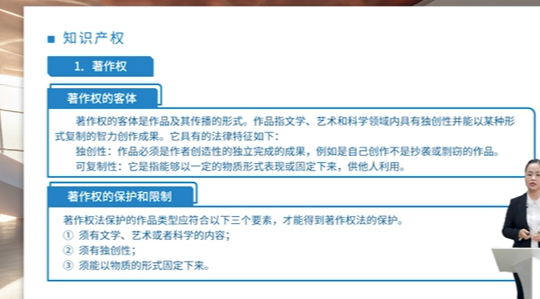 知识产权
1. 著作权
著作权的客体
著作权的客体是作品及其传播的形式。作品指文学、艺术和科学领域内具有独创性并能以某种形
式复制的智力创作成果。它具有的法律特征如下：
独创性：作品必须是作者创造性的独立完成的成果，例如是自己创作不是抄袭或剽窃的作品。
可复制性：它是指能够以一定的物质形式表现或固定下来，供他人利用。
著作权的保护和限制
著作权法保护的作品类型应符合以下三个要素，才能得到著作权法的保护。
① 须有文学、艺术或者科学的内容；
② 须有独创性；
③ 须能以物质的形式固定下来。